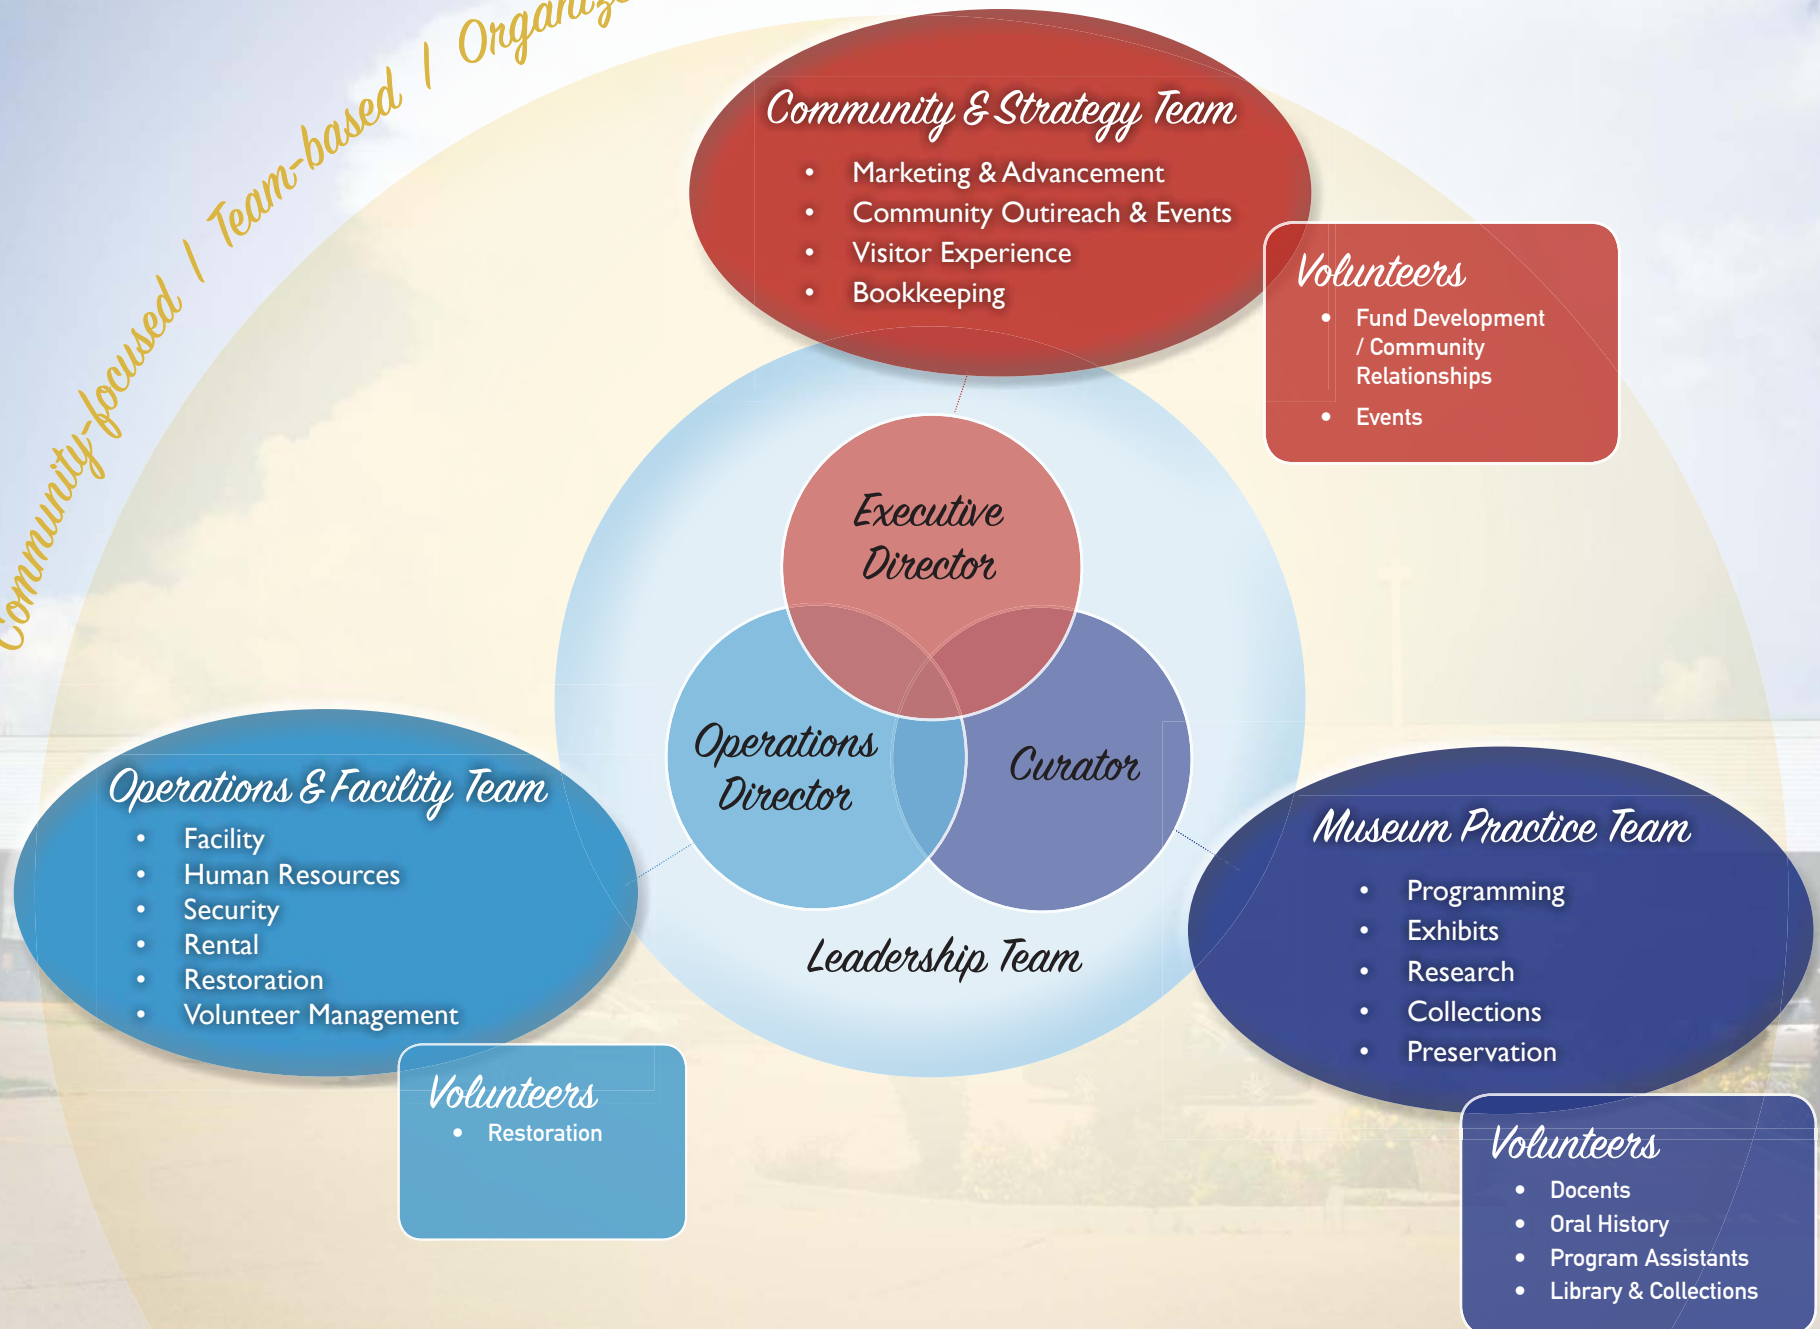 Community-focused | Team-based |
Community & Strategy Team
• Marketing & Advancement
• Community Outireach & Events
• Visitor Experience
• Bookkeeping
Volunteers
• Fund Development
/ Community
Relationships
• Events
Executive
Director
Operations
Director
Curator
Leadership Team
Operations & Facility Team
• Facility
• Human Resources
• Security
• Rental
• Restoration
• Volunteer Management
Volunteers
• Restoration
Museum Practice Team
• Programming
• Exhibits
• Research
• Collections
• Preservation
Volunteers
• Docents
• Oral History
• Program Assistants
• Library & Collections